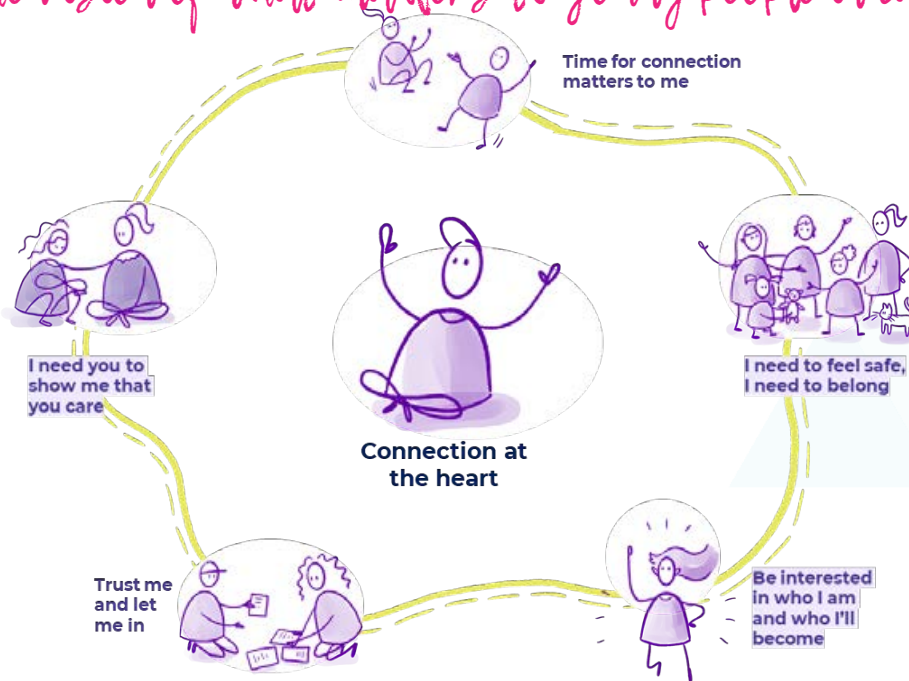 Time for connection
matters to me
I need you to
show me that
you care
I need to feel safe,
I need to belong
Connection at
the heart
Trust me
and let
me in
Be interested
in who I am
and who I'll
become